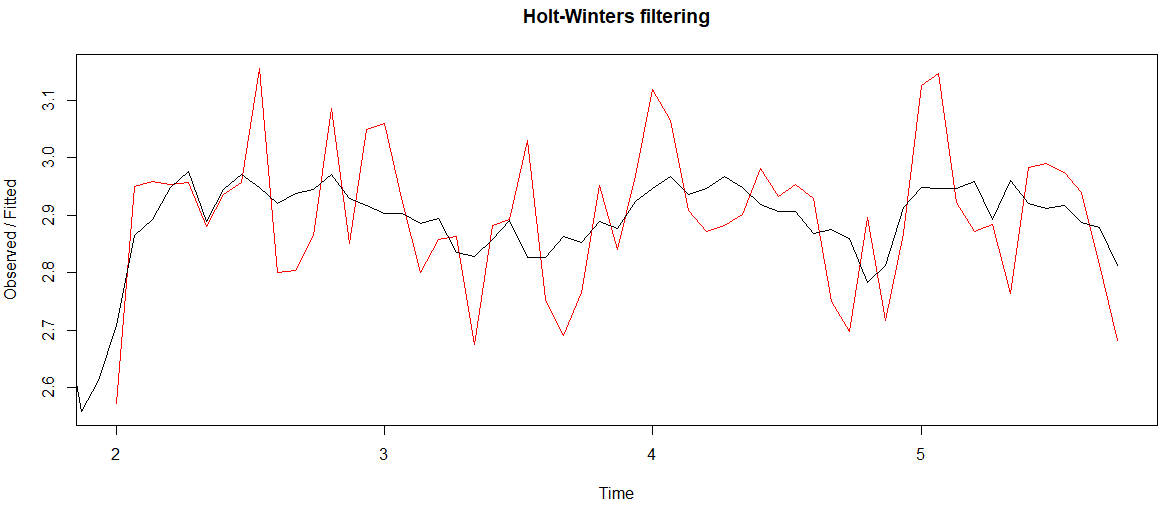 Holt-Winters filtering
Observed / Fitted
3.1
3.0
2.9
2.8
2.7
2.6
2 3 4 5
Time